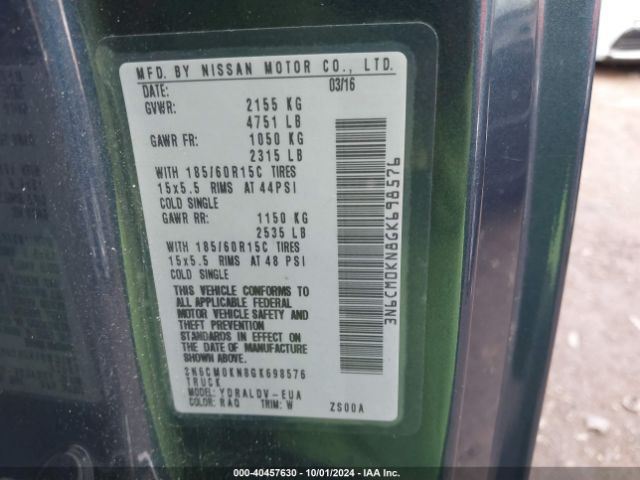 MFD. BY NISSAN MOTOR CO., LTD.
DATE: 03/16
GVWR: 2155 KG
4751 LB
GAWR FR: 1050 KG
2315 LB
WITH 185/60R15C TIRES
15x5.5 RIMS AT 44PSI
COLD SINGLE
GAWR RR: 1150 KG
2535 LB
WITH 185/60R15C TIRES
15x5.5 RIMS AT 48 PSI
COLD SINGLE
THIS VEHICLE CONFORMS TO
ALL APPLICABLE FEDERAL
MOTOR VEHICLE SAFETY AND
THEFT PREVENTION
STANDARDS IN EFFECT ON
THE DATE OF MANUFACTURE
SHOWN ABOVE.
3N6CM0KN8GK698576
TRUCK
MODEL: YDRALDV-EUA
COLOR: RAQ TRIM: W ZS00A
3N6CM0KN8GK698576
000-40457630 - 10/01/2024 - IAA Inc.